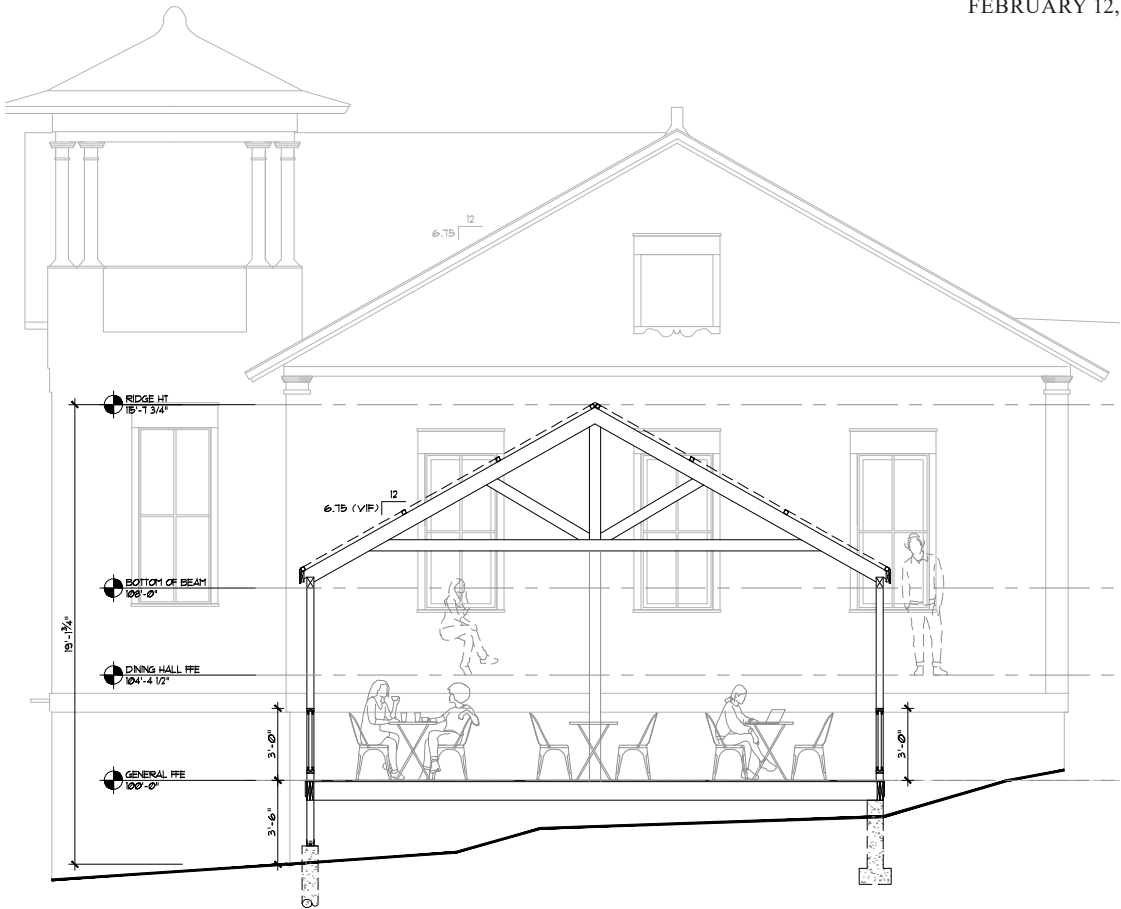 FEBRUARY 12,
12
6.75
RIDGE HT
15'-7 3/4"
12
6.75 (VIF)
BOTTOM OF BEAM
108'-0"
19'-1 3/4"
DINING HALL FFE
104'-4 1/2"
3'-0"
3'-0"
GENERAL FFE
100'-0"
3'-6"